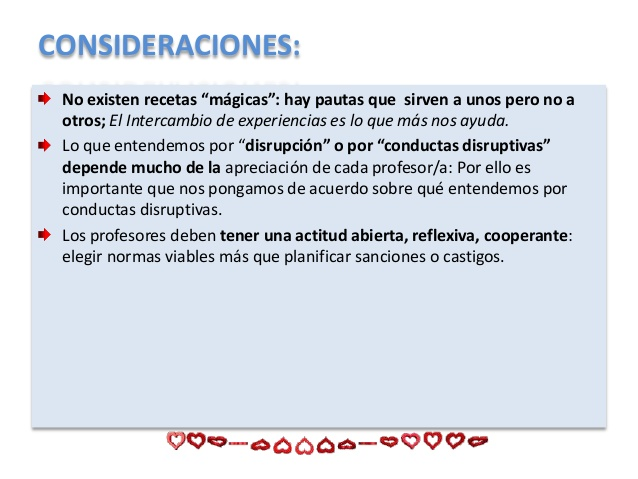 CONSIDERACIONES:
No existen recetas “mágicas”: hay pautas que  sirven a unos pero no a
otros; El Intercambio de experiencias es lo que más nos ayuda.
Lo que entendemos por “disrupción” o por “conductas disruptivas”
depende mucho de la apreciación de cada profesor/a: Por ello es
importante que nos pongamos de acuerdo sobre qué entendemos por
conductas disruptivas.
Los profesores deben tener una actitud abierta, reflexiva, cooperante:
elegir normas viables más que planificar sanciones o castigos.